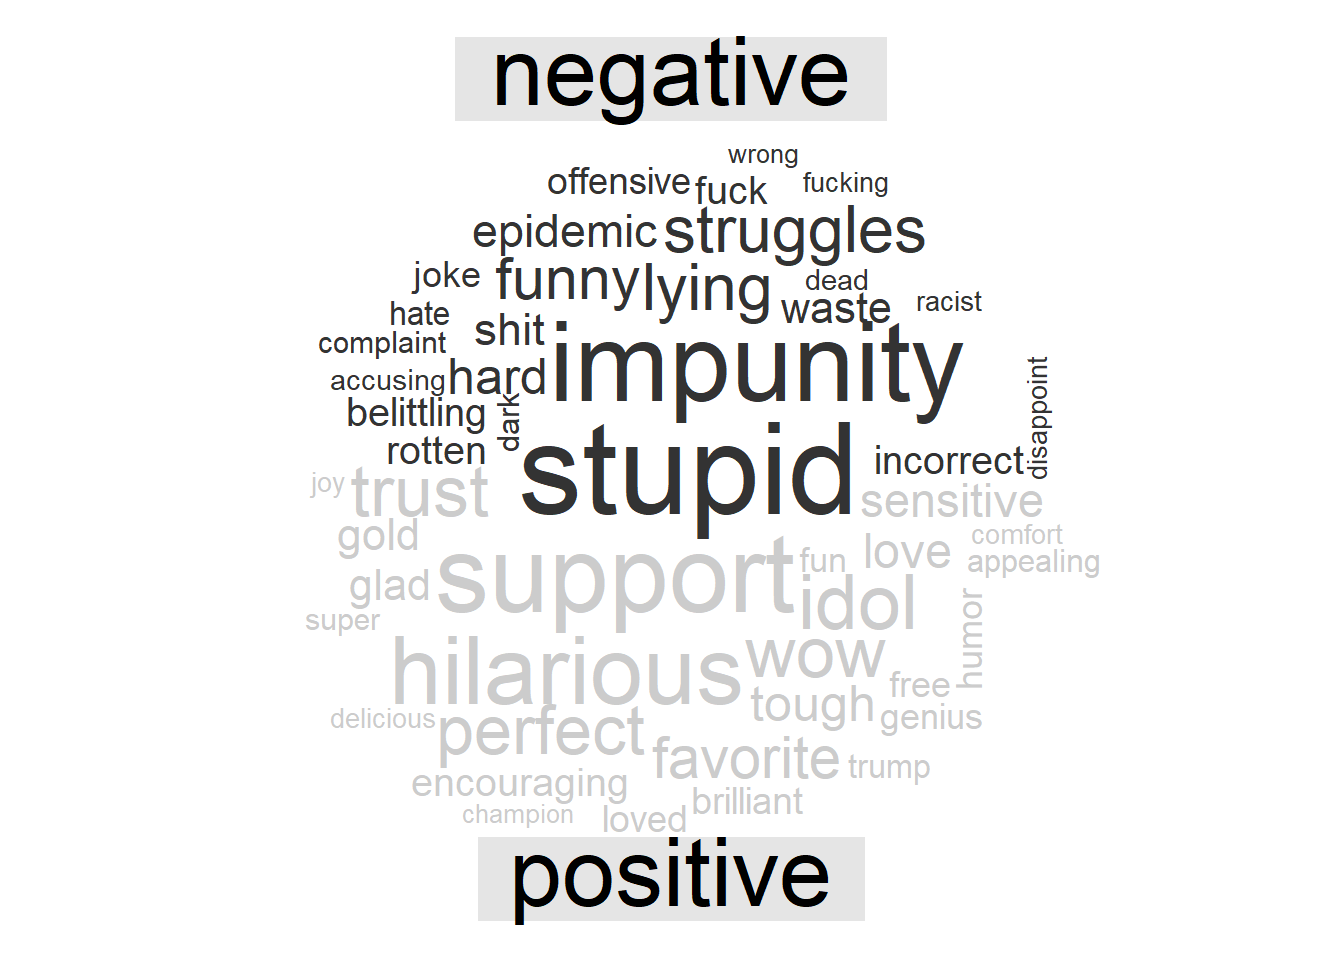 negative
wrong
offensive fuck fucking
epidemic struggles
joke funny lying dead
hate shit waste racist
complaint impunity
accusing hard
belittling dark disappoint
rotten stupid incorrect
joy trust sensitive
gold support fun love comfort
glad idol appealing
super humor
hilarious wow free
delicious perfect tough genius
favorite trump
encouraging brilliant
champion loved
positive